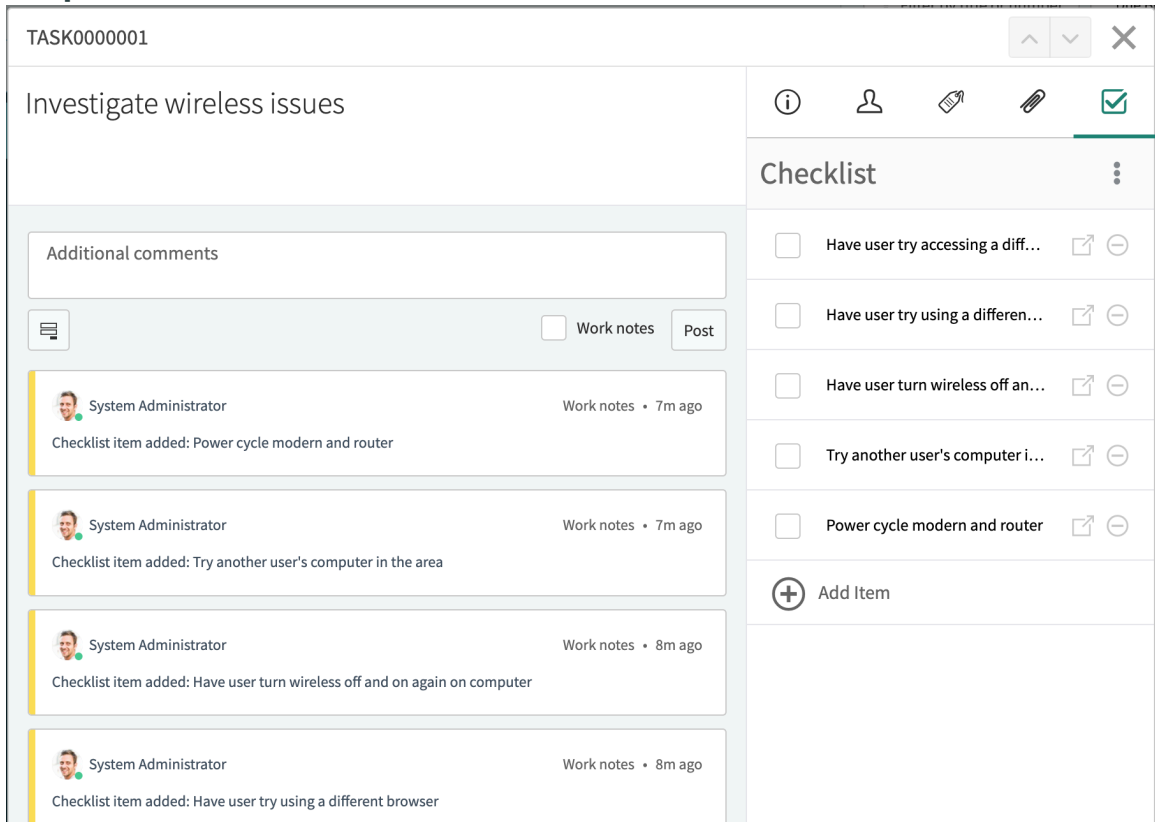 TASK0000001
Investigate wireless issues
Additional comments
Work notes
Post
System Administrator
Work notes • 7m ago
Checklist item added: Power cycle modern and router
System Administrator
Work notes • 7m ago
Checklist item added: Try another user's computer in the area
System Administrator
Work notes • 8m ago
Checklist item added: Have user turn wireless off and on again on computer
System Administrator
Work notes • 8m ago
Checklist item added: Have user try using a different browser
Checklist
Have user try accessing a diff…
Have user try using a differen…
Have user turn wireless off an…
Try another user's computer i…
Power cycle modern and router
Add Item